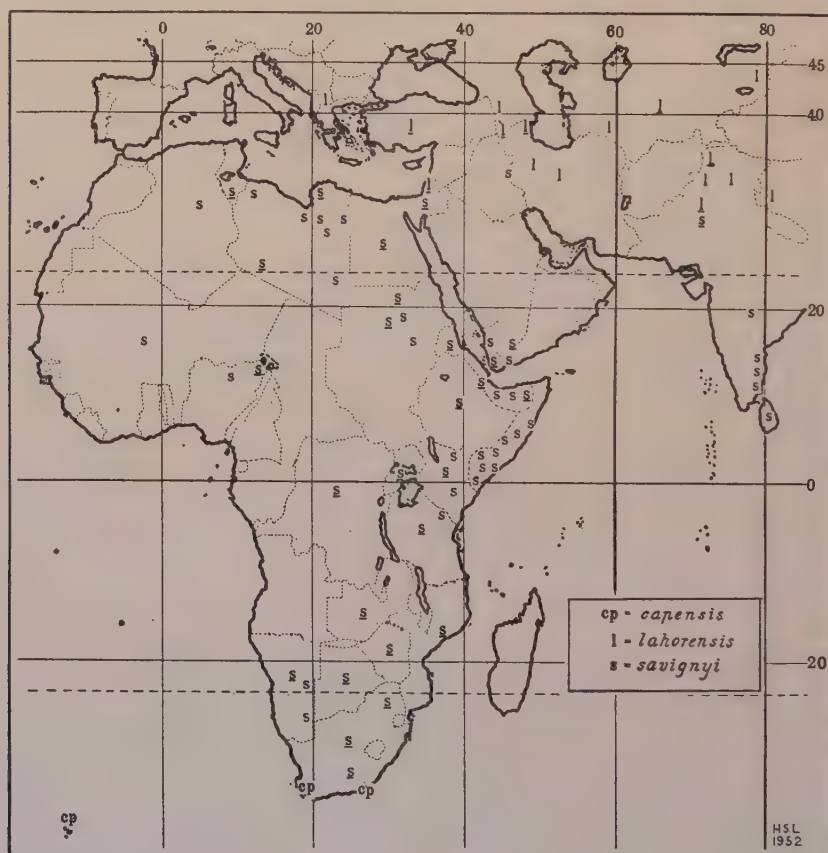 0 20 40 60 80
45
l
l l l 40
l l l
l
l l
s l l l
l
s s s l
s s l
s s s s
s
s
s
s
s
s 20
s
s
s s s s s
s s s
s
s s
s s s
s s s
s
s
s
s
s
s s s
s s
s s
s 0
s s
s
s
cp = capensis
s
s
l = lahorensis
s
s = savignyi
20
s s
s
s
s
s
s
cp cp
cp
HSL
1952